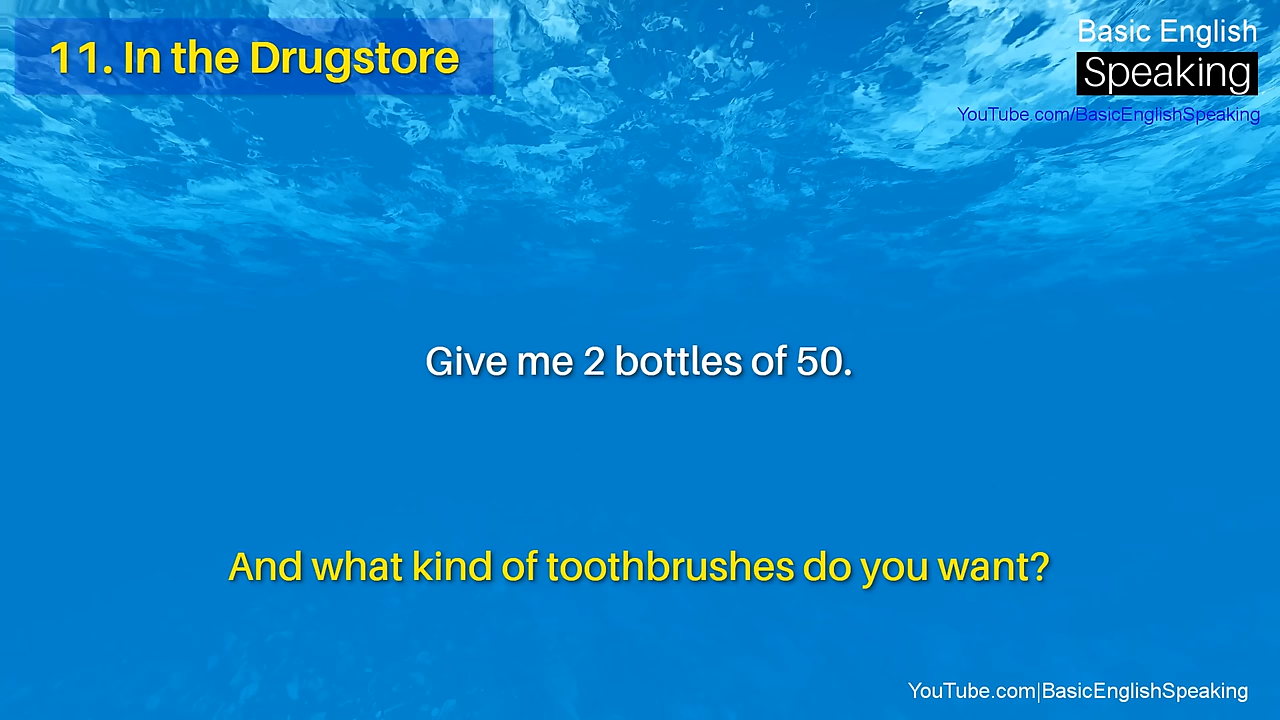 11. In the Drugstore
Basic English
Speaking
YouTube.com/BasicEnglishSpeaking
Give me 2 bottles of 50.
And what kind of toothbrushes do you want?
YouTube.com|BasicEnglishSpeaking